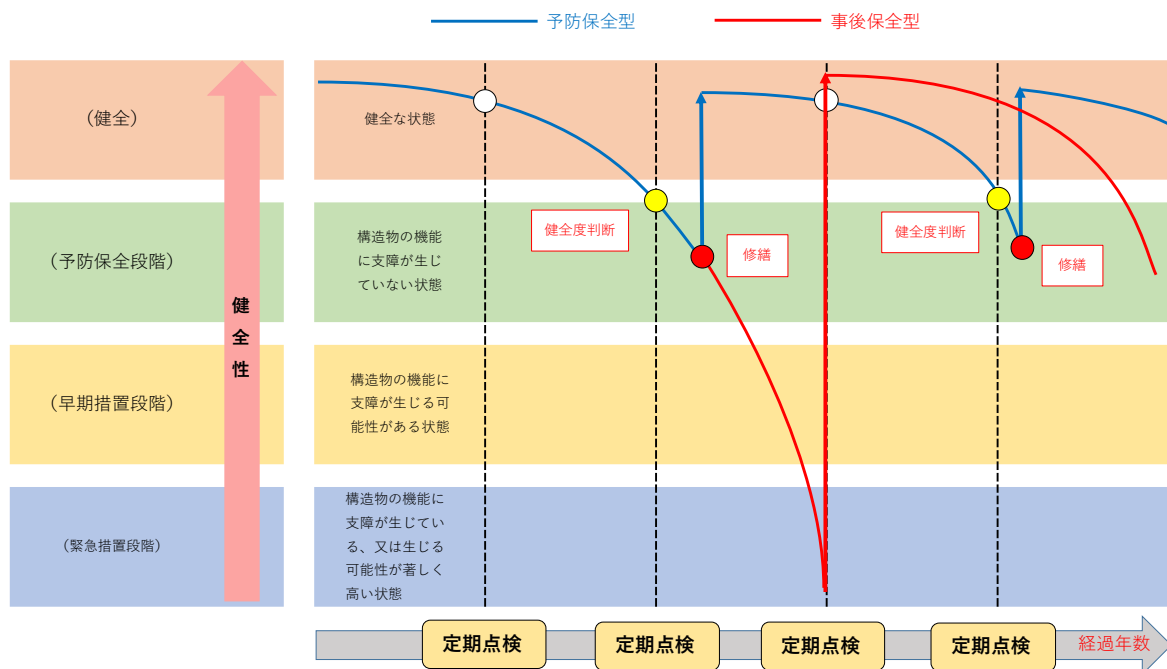 予防保全型
事後保全型
(健全)
健全な状態
健全度判断
健全度判断
(予防保全段階)
構造物の機能
に支障が生じ
ていない状態
修繕
修繕
健
全
性
(早期措置段階)
構造物の機能に
支障が生じる可
能性がある状態
(緊急措置段階)
構造物の機能に
支障が生じてい
る、又は生じる
可能性が著しく
高い状態
定期点検
定期点検
定期点検
定期点検
経過年数